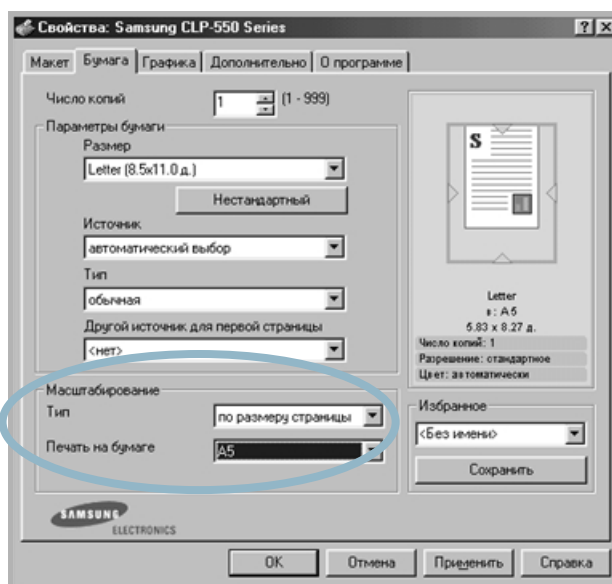 Свойства: Samsung CLP-550 Series
Макет Бумага Графика Дополнительно О программе
Число копий 1 (1 - 999)
Параметры бумаги
Размер
Letter (8.5x11.0 д.)
Нестандартный
Источник
автоматический выбор
Тип
обычная
Другой источник для первой страницы
<нет>
S
Letter
в: A5
5.83 x 8.27 д.
Число копий: 1
Разрешение: стандартное
Цвет: автоматически
Масштабирование
Тип по размеру страницы
Печать на бумаге A5
Избранное
<Без имени>
Сохранить
SAMSUNG
ELECTRONICS
OK Отмена Применить Справка